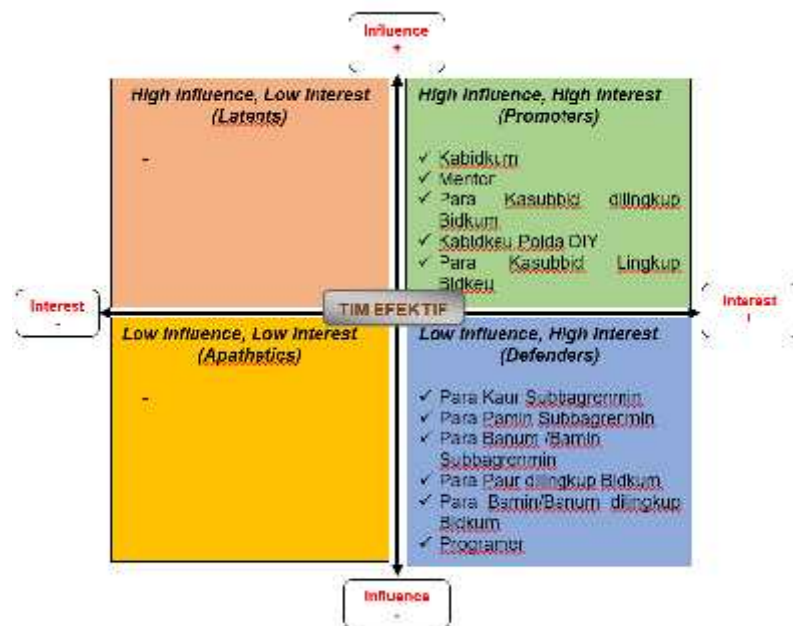 Influence
+
High Influence, Low Interest
(Latents)
-
High Influence, High Interest
(Promoters)
✓ Kabidkum
✓ Mentor
✓ Para Kasubbid dilingkup
Bidkum
✓ Kabidkeu Polda DIY
✓ Para Kasubbid Lingkup
Bidkeu
Interest
-
TIM EFEKTIF
Interest
+
Low Influence, Low Interest
(Apathetics)
-
Low Influence, High Interest
(Defenders)
✓ Para Kaur Subbagrenmin
✓ Para Pamin Subbagrenmin
✓ Para Banum /Bamin
Subbagrenmin
✓ Para Paur dilingkup Bidkum
✓ Para Bamin/Banum dilingkup
Bidkum
✓ Programer
Influence
-